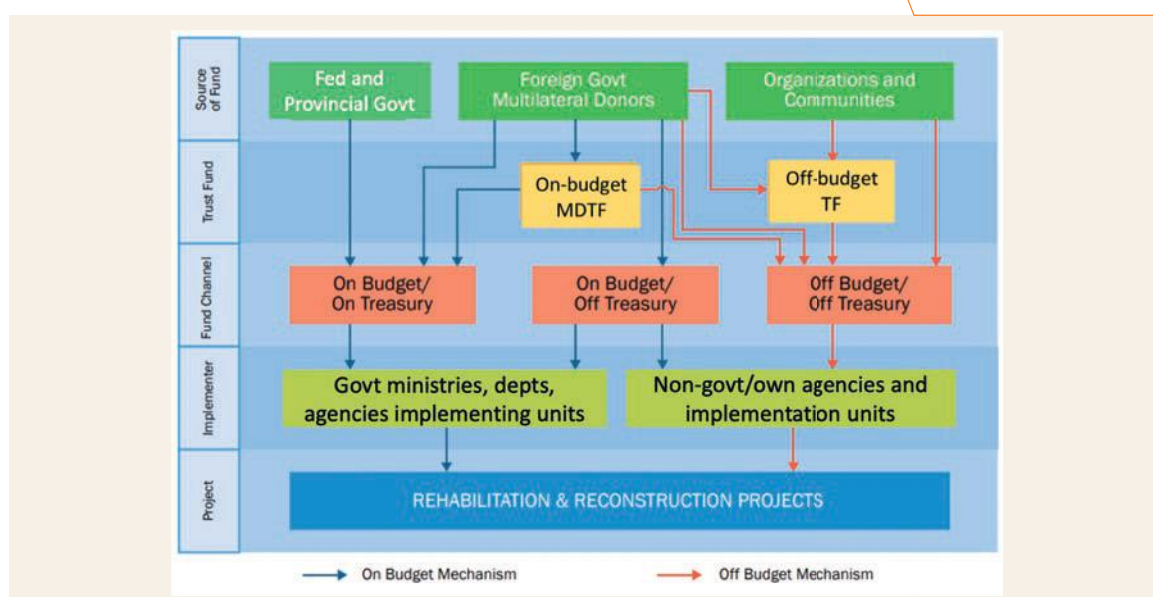 Source
of Fund
Fed and
Provincial Govt
Foreign Govt
Multilateral Donors
Organizations and
Communities
Trust Fund
On-budget
MDTF
Off-budget
TF
Fund Channel
On Budget/
On Treasury
On Budget/
Off Treasury
Off Budget/
Off Treasury
Implementer
Govt ministries, depts,
agencies implementing units
Non-govt/own agencies and
implementation units
Project
REHABILITATION & RECONSTRUCTION PROJECTS
On Budget Mechanism
Off Budget Mechanism